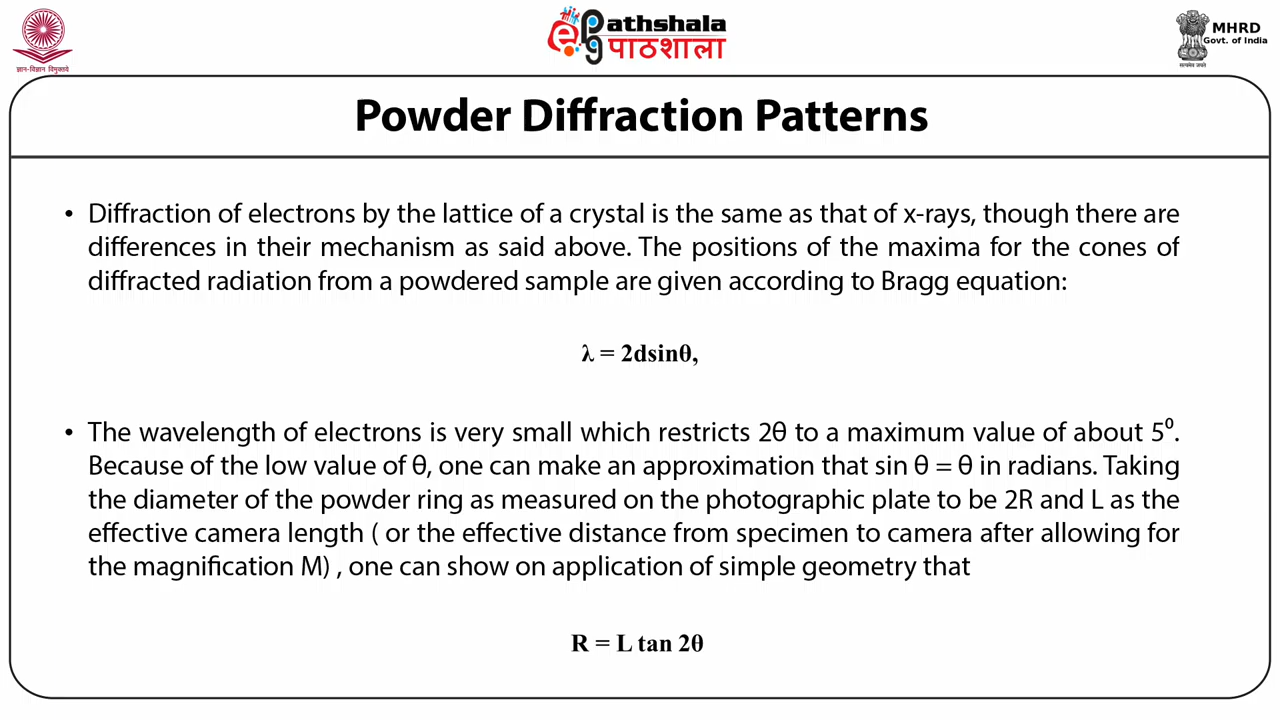 ज्ञान-विज्ञान विमुक्तये
e pg Pathshala
पाठशाला
MHRD
Govt. of India
सत्यमेव जयते
Powder Diffraction Patterns
• Diffraction of electrons by the lattice of a crystal is the same as that of x-rays, though there are
differences in their mechanism as said above. The positions of the maxima for the cones of
diffracted radiation from a powdered sample are given according to Bragg equation:
λ = 2dsinθ,
• The wavelength of electrons is very small which restricts 2θ to a maximum value of about 5⁰.
Because of the low value of θ, one can make an approximation that sin θ = θ in radians. Taking
the diameter of the powder ring as measured on the photographic plate to be 2R and L as the
effective camera length ( or the effective distance from specimen to camera after allowing for
the magnification M) , one can show on application of simple geometry that
R = L tan 2θ